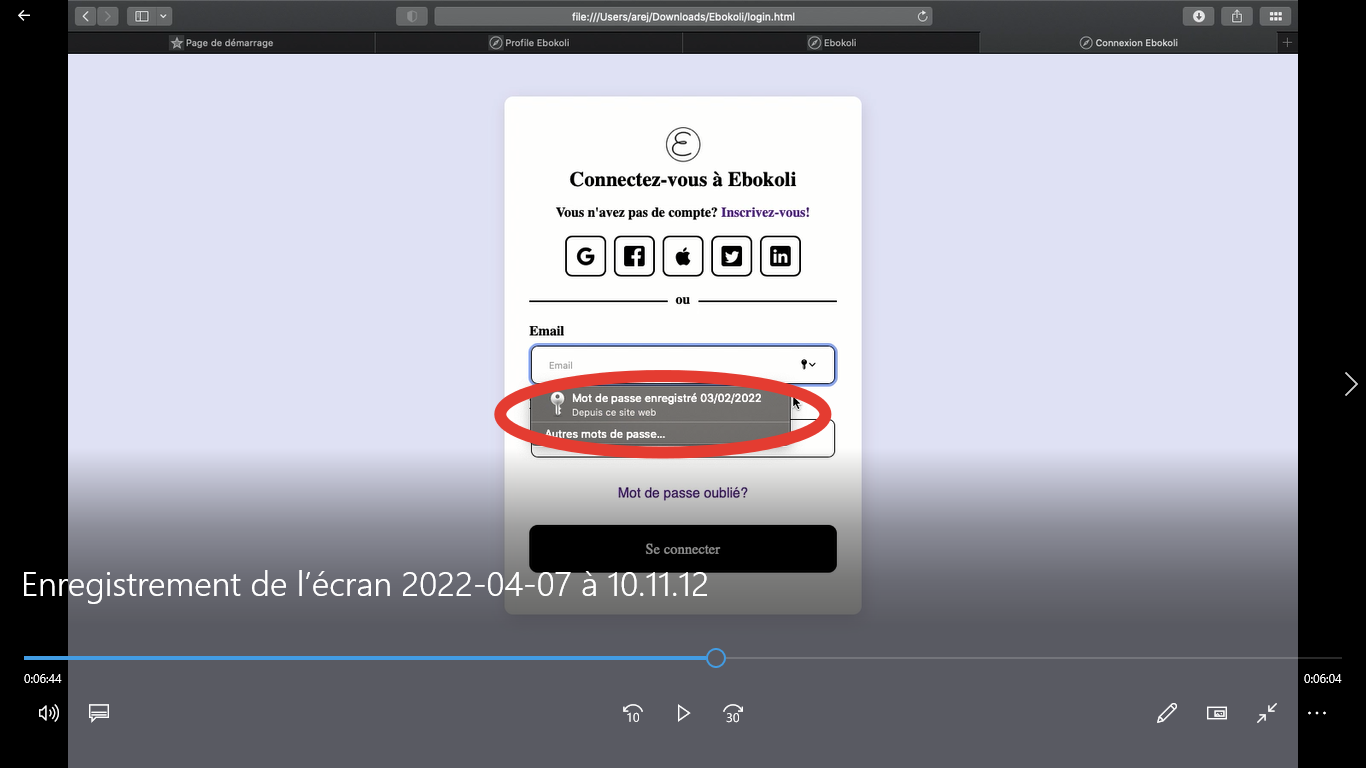 file:///Users/arej/Downloads/Ebokoli/login.html
Page de démarrage
Profile Ebokoli
Ebokoli
Connexion Ebokoli
Connectez-vous à Ebokoli
Vous n'avez pas de compte? Inscrivez-vous!
ou
Email
Email
Mot de passe enregistré 03/02/2022
Depuis ce site web
Autres mots de passe...
Mot de passe oublié?
Se connecter
Enregistrement de l’écran 2022-04-07 à 10.11.12
0:06:44
0:06:04
10
30